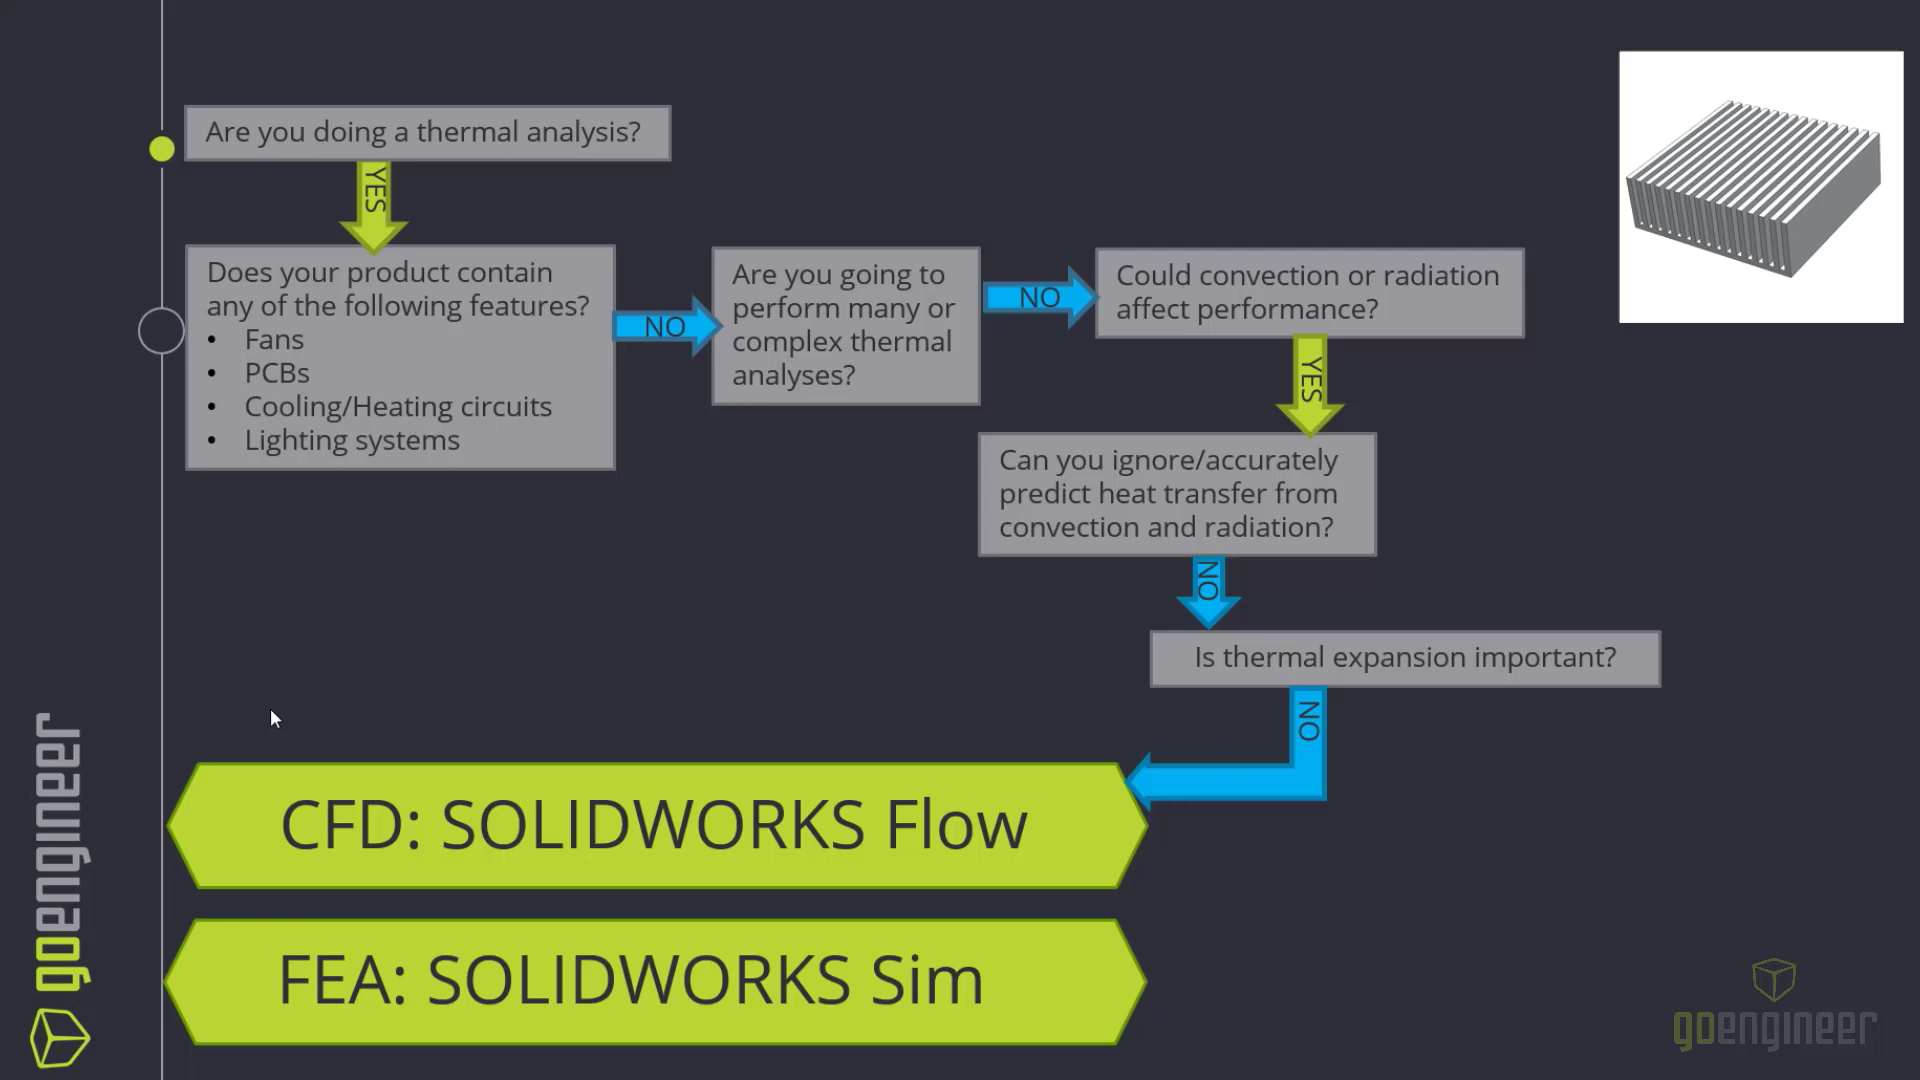 Are you doing a thermal analysis?
YES
Does your product contain
any of the following features?
• Fans
• PCBs
• Cooling/Heating circuits
• Lighting systems
NO
Are you going to
perform many or
complex thermal
analyses?
NO
Could convection or radiation
affect performance?
YES
Can you ignore/accurately
predict heat transfer from
convection and radiation?
NO
Is thermal expansion important?
NO
CFD: SOLIDWORKS Flow
FEA: SOLIDWORKS Sim
goengineer
goengineer